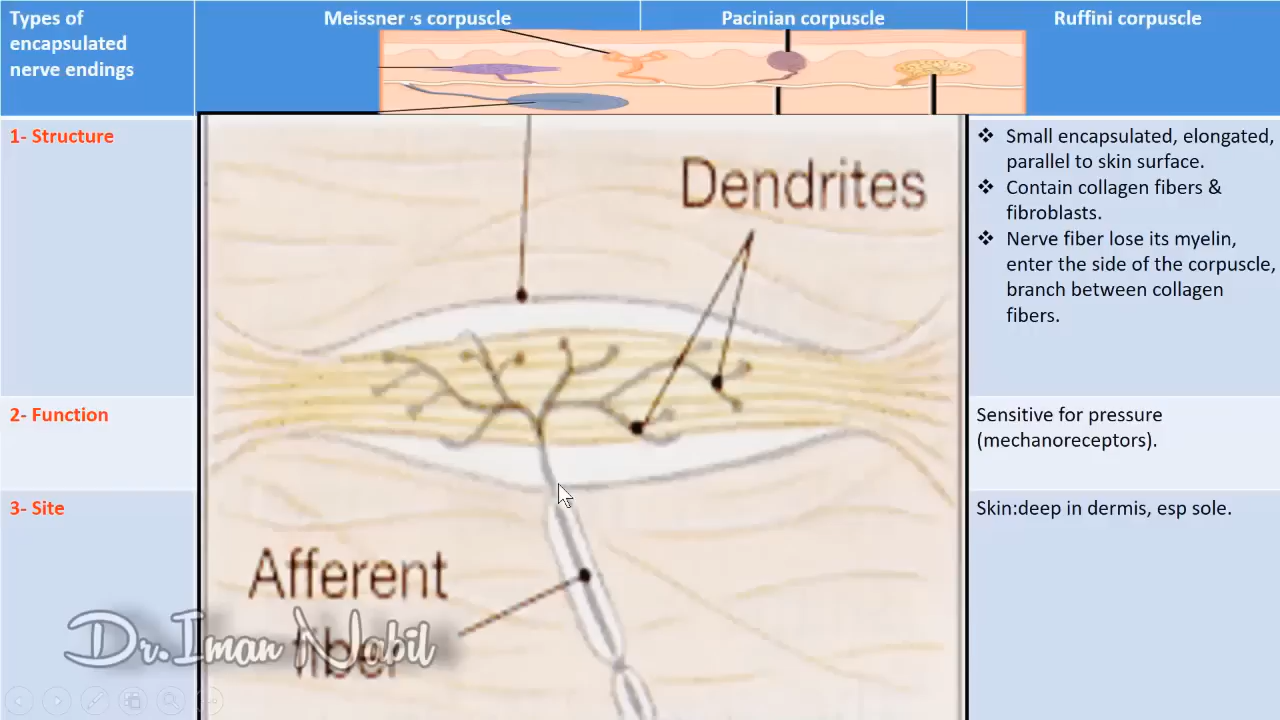 Types of
encapsulated
nerve endings
Meissner ‘s corpuscle
Pacinian corpuscle
Ruffini corpuscle
1- Structure
❖ Small encapsulated, elongated,
parallel to skin surface.
❖ Contain collagen fibers &
fibroblasts.
❖ Nerve fiber lose its myelin,
enter the side of the corpuscle,
branch between collagen
fibers.
Dendrites
2- Function
Sensitive for pressure
(mechanoreceptors).
3- Site
Skin:deep in dermis, esp sole.
Afferent
fiber
Dr.Iman Nabil